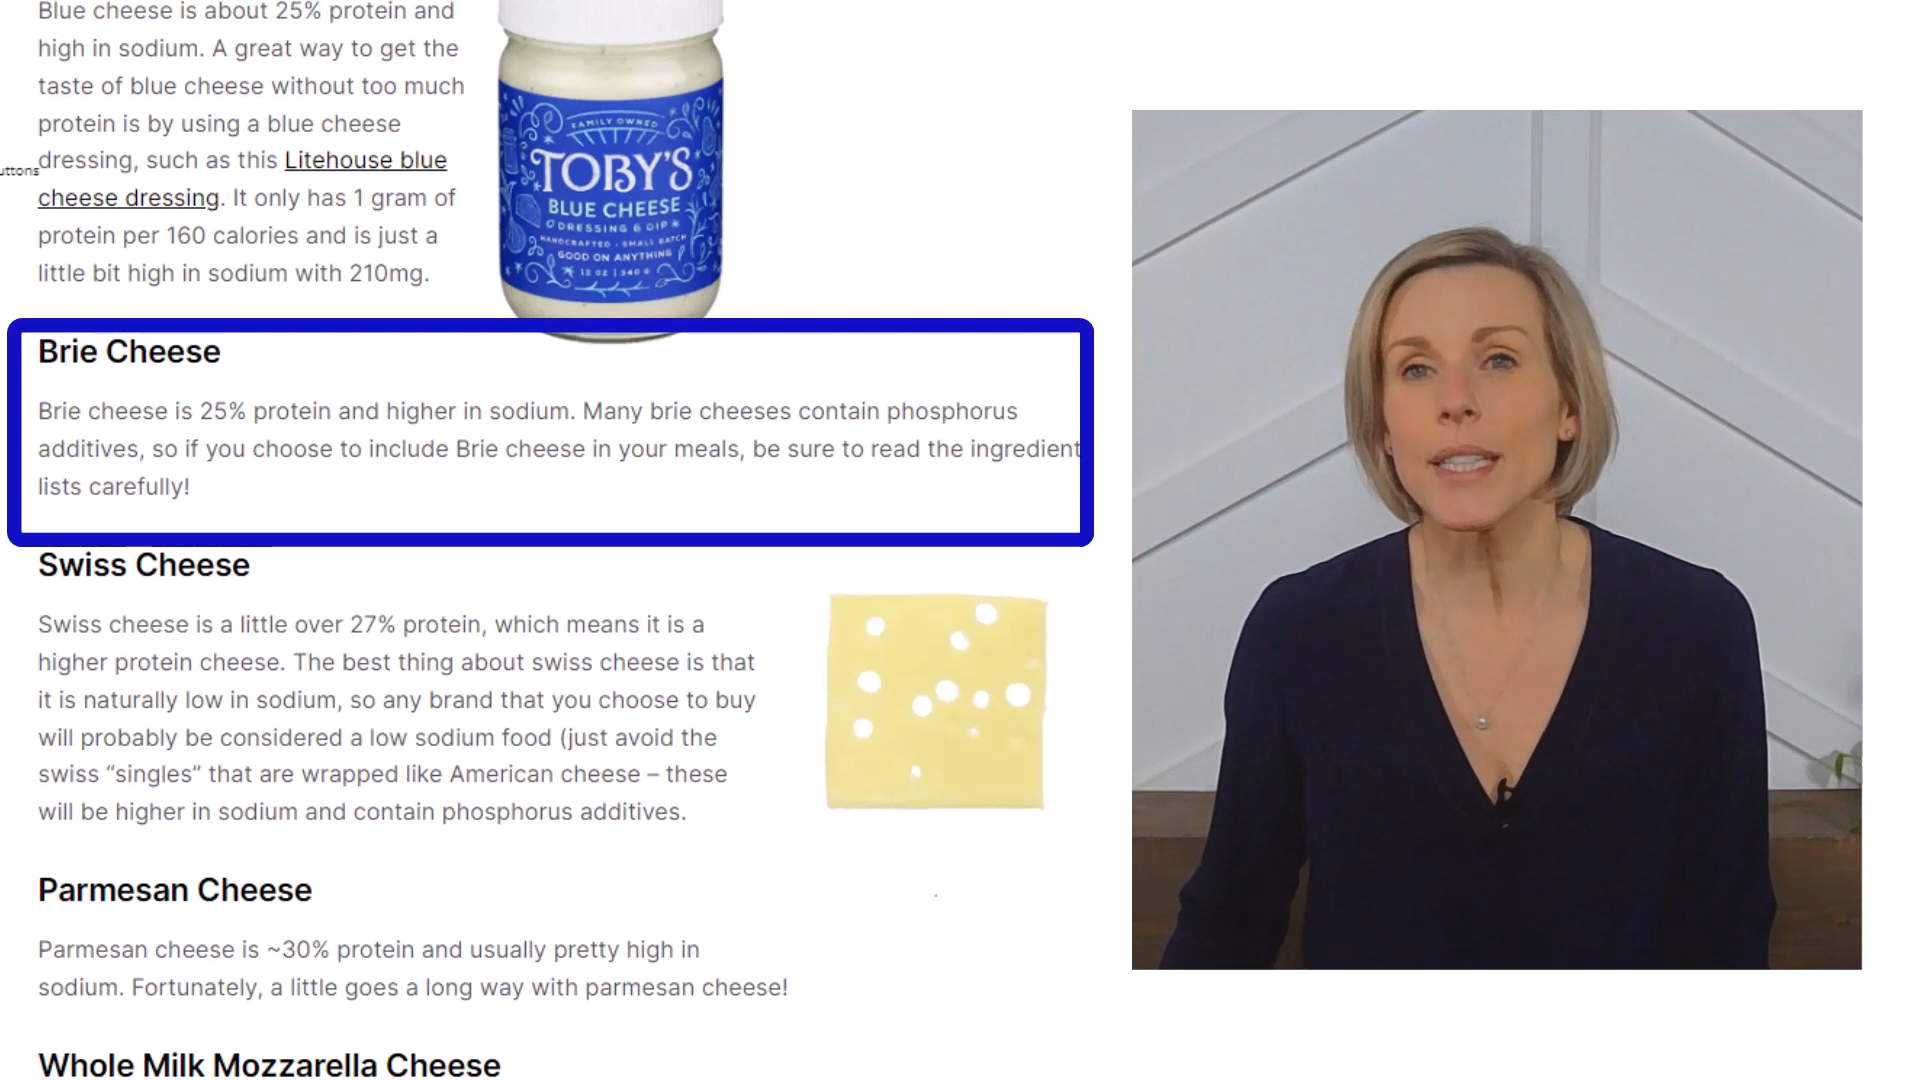 Blue cheese is about 25% protein and
high in sodium. A great way to get the
taste of blue cheese without too much
protein is by using a blue cheese
dressing, such as this Litehouse blue
cheese dressing. It only has 1 gram of
protein per 160 calories and is just a
little bit high in sodium with 210mg.
uttons
FAMILY OWNED
TOBY'S
BLUE CHEESE
DRESSING & DIP
HANDCRAFTED · SMALL BATCH
GOOD ON ANYTHING
12 OZ | 340 G
Brie Cheese
Brie cheese is 25% protein and higher in sodium. Many brie cheeses contain phosphorus
additives, so if you choose to include Brie cheese in your meals, be sure to read the ingredient
lists carefully!
Swiss Cheese
Swiss cheese is a little over 27% protein, which means it is a
higher protein cheese. The best thing about swiss cheese is that
it is naturally low in sodium, so any brand that you choose to buy
will probably be considered a low sodium food (just avoid the
swiss “singles” that are wrapped like American cheese – these
will be higher in sodium and contain phosphorus additives.
Parmesan Cheese
Parmesan cheese is ~30% protein and usually pretty high in
sodium. Fortunately, a little goes a long way with parmesan cheese!
Whole Milk Mozzarella Cheese